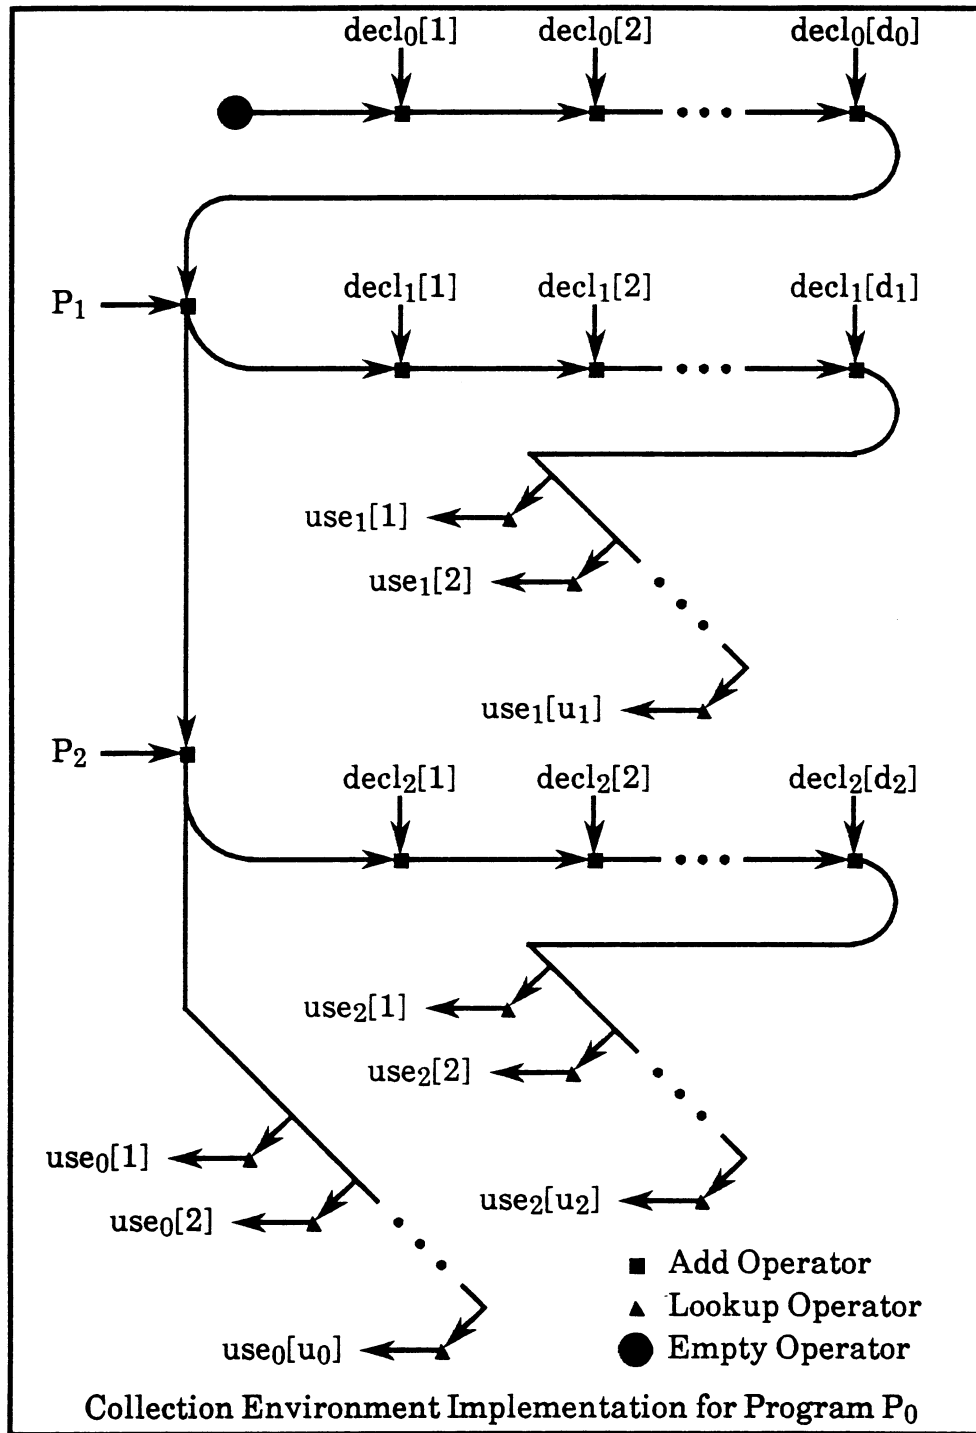 decl₀[1] decl₀[2] decl₀[d₀]
P₁ decl₁[1] decl₁[2] decl₁[d₁]
use₁[1]
use₁[2]
use₁[u₁]
P₂ decl₂[1] decl₂[2] decl₂[d₂]
use₂[1]
use₂[2]
use₂[u₂]
use₀[1]
use₀[2]
use₀[u₀]
Add Operator
Lookup Operator
Empty Operator
Collection Environment Implementation for Program P₀